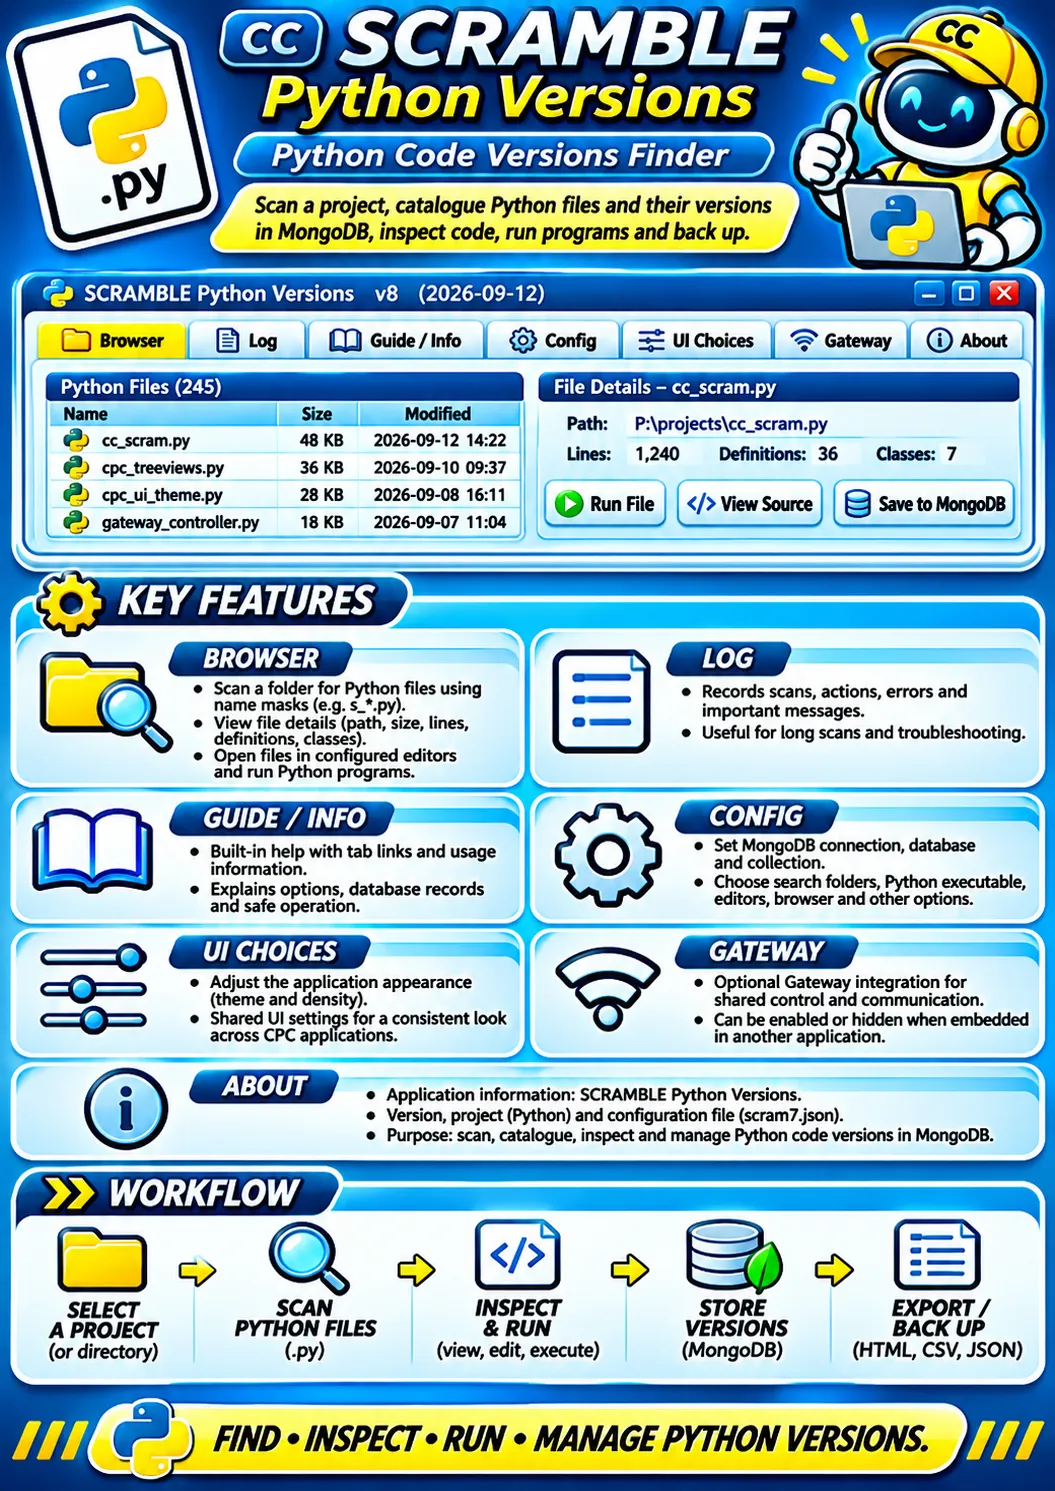 .py
CC SCRAMBLE
Python Versions
Python Code Versions Finder
Scan a project, catalogue Python files and their versions
in MongoDB, inspect code, run programs and back up.
CC
SCRAMBLE Python Versions v8 (2026-09-12)
Browser Log Guide / Info Config UI Choices Gateway About
Python Files (245)
Name Size Modified
cc_scram.py 48 KB 2026-09-12 14:22
cpc_treeviews.py 36 KB 2026-09-10 09:37
cpc_ui_theme.py 28 KB 2026-09-08 16:11
gateway_controller.py 18 KB 2026-09-07 11:04
File Details – cc_scram.py
Path: P:\projects\cc_scram.py
Lines: 1,240 Definitions: 36 Classes: 7
Run File </> View Source Save to MongoDB
KEY FEATURES
BROWSER
• Scan a folder for Python files using
name masks (e.g. s_*.py).
• View file details (path, size, lines,
definitions, classes).
• Open files in configured editors
and run Python programs.
LOG
• Records scans, actions, errors and
important messages.
• Useful for long scans and troubleshooting.
GUIDE / INFO
• Built-in help with tab links and usage
information.
• Explains options, database records
and safe operation.
CONFIG
• Set MongoDB connection, database
and collection.
• Choose search folders, Python executable,
editors, browser and other options.
UI CHOICES
• Adjust the application appearance
(theme and density).
• Shared UI settings for a consistent look
across CPC applications.
GATEWAY
• Optional Gateway integration for
shared control and communication.
• Can be enabled or hidden when embedded
in another application.
ABOUT
• Application information: SCRAMBLE Python Versions.
• Version, project (Python) and configuration file (scram7.json).
• Purpose: scan, catalogue, inspect and manage Python code versions in MongoDB.
WORKFLOW
SELECT
A PROJECT
(or directory)
SCAN
PYTHON FILES
(.py)
</>
INSPECT
& RUN
(view, edit, execute)
STORE
VERSIONS
(MongoDB)
EXPORT /
BACK UP
(HTML, CSV, JSON)
FIND • INSPECT • RUN • MANAGE PYTHON VERSIONS.